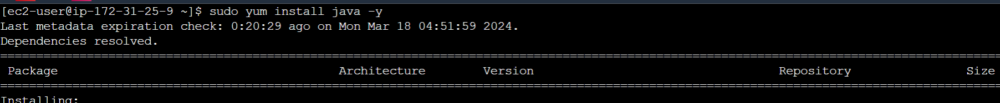 [ec2-user@ip-172-31-25-9 ~]$ sudo yum install java -y
Last metadata expiration check: 0:20:29 ago on Mon Mar 18 04:51:59 2024.
Dependencies resolved.
Package Architecture Version Repository Size
Installing: